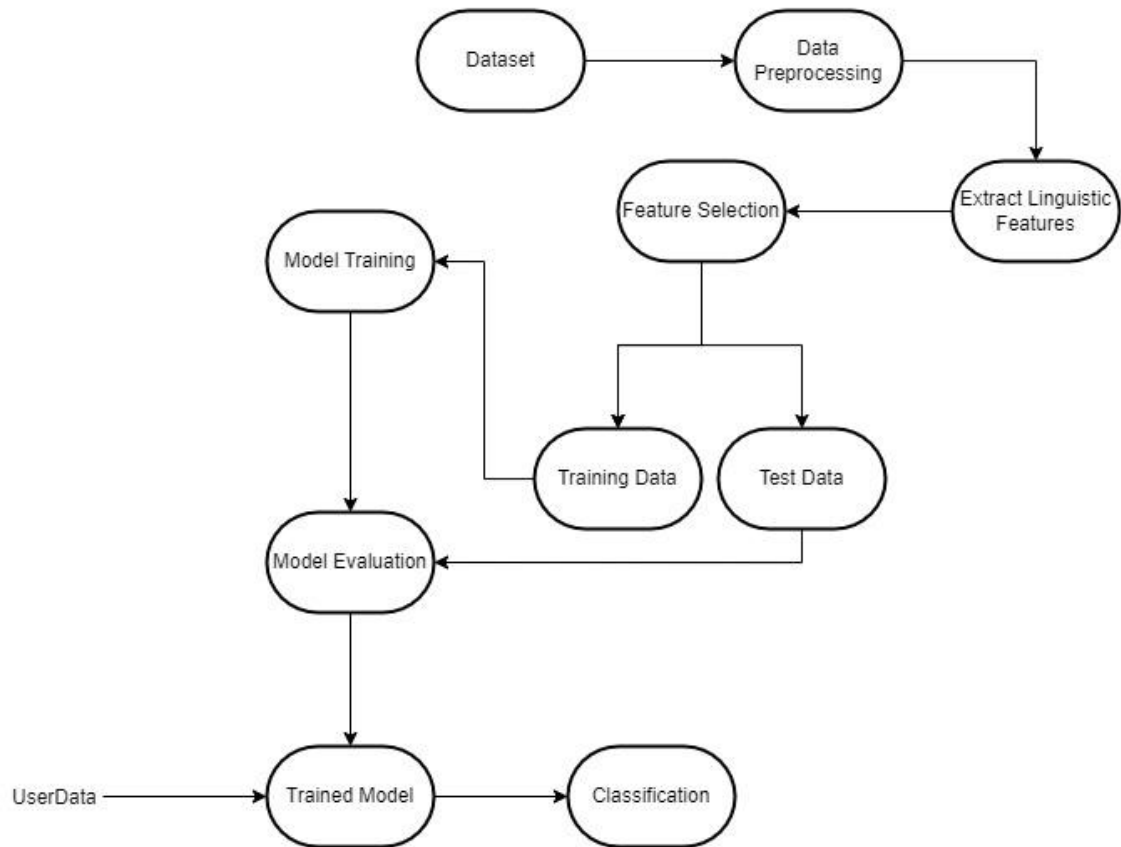 Dataset
Data
Preprocessing
Extract Linguistic
Features
Feature Selection
Model Training
Training Data
Test Data
Model Evaluation
UserData
Trained Model
Classification